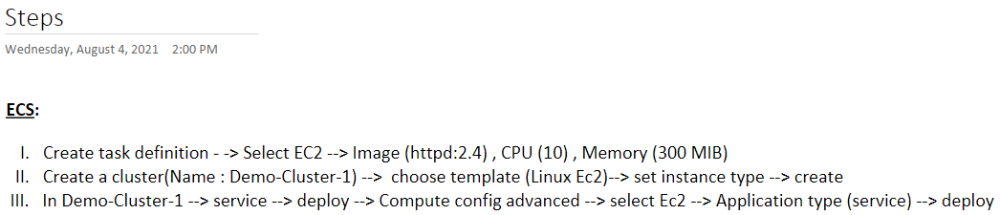 Steps
Wednesday, August 4, 2021 2:00 PM
ECS:
I. Create task definition - -> Select EC2 --> Image (httpd:2.4) , CPU (10) , Memory (300 MIB)
II. Create a cluster(Name : Demo-Cluster-1) --> choose template (Linux Ec2)--> set instance type --> create
III. In Demo-Cluster-1 --> service --> deploy --> Compute config advanced --> select Ec2 --> Application type (service) --> deploy